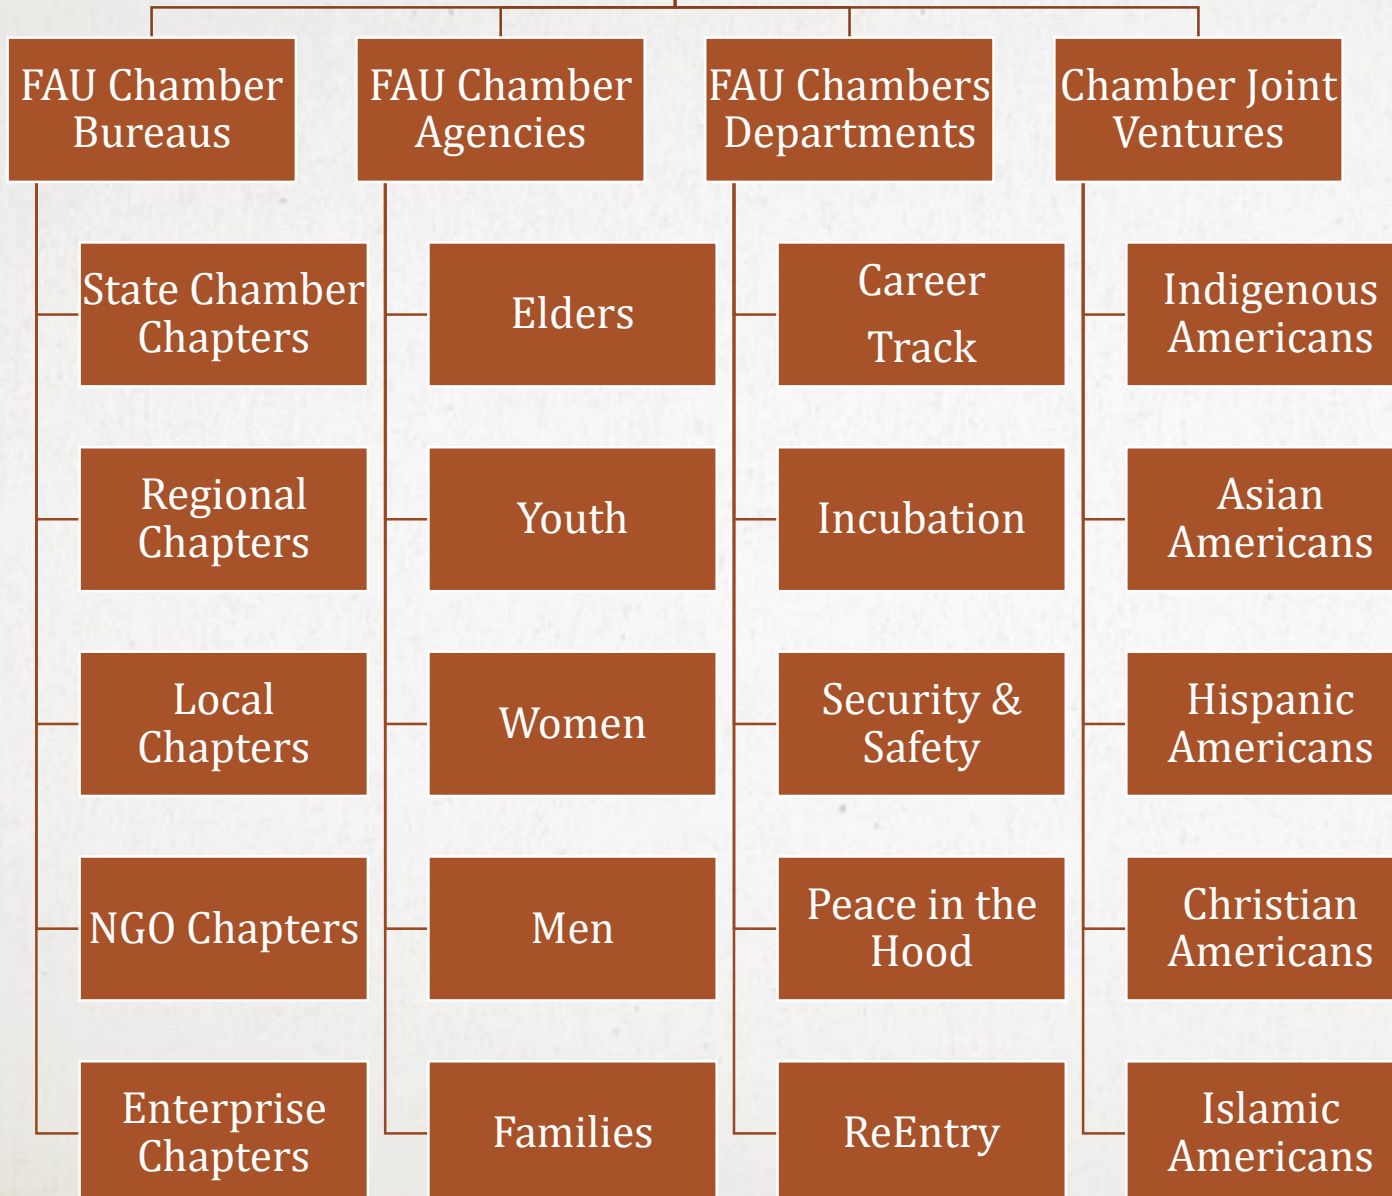 FAU Chamber
Bureaus
FAU Chamber
Agencies
FAU Chambers
Departments
Chamber Joint
Ventures
State Chamber
Chapters
Regional
Chapters
Local
Chapters
NGO Chapters
Enterprise
Chapters
Elders
Youth
Women
Men
Families
Career
Track
Incubation
Security &
Safety
Peace in the
Hood
ReEntry
Indigenous
Americans
Asian
Americans
Hispanic
Americans
Christian
Americans
Islamic
Americans